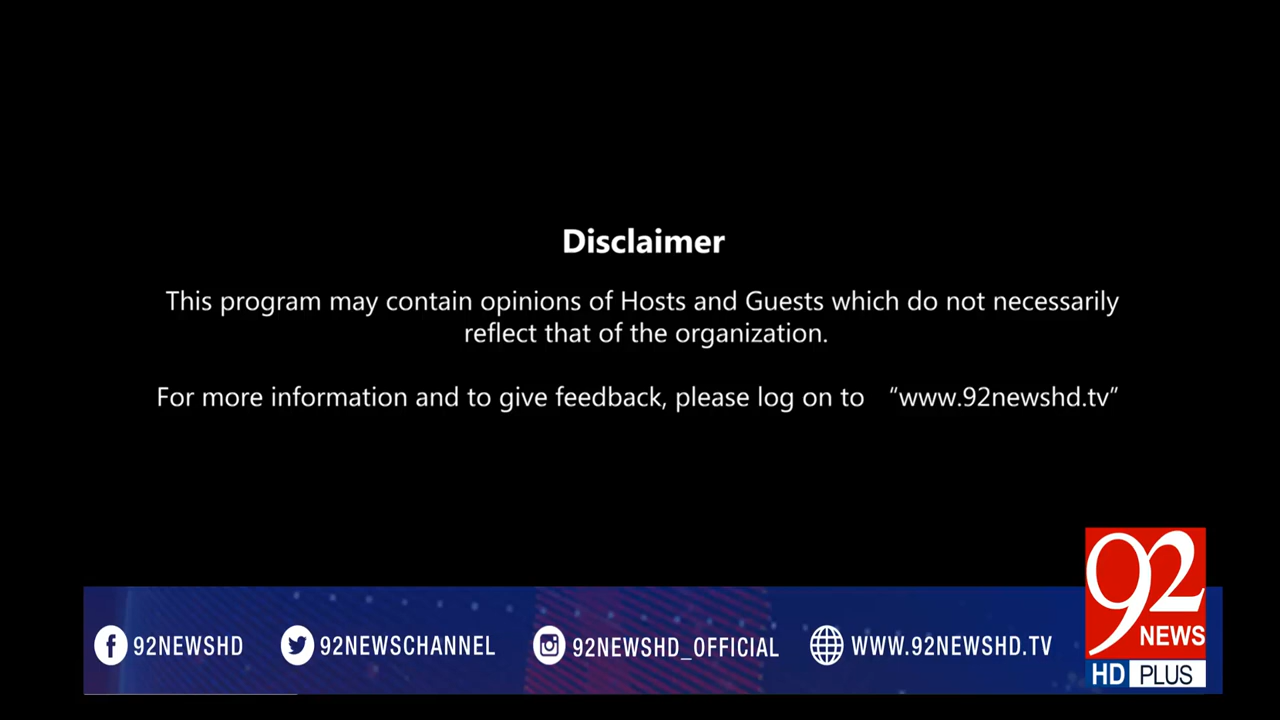 Disclaimer
This program may contain opinions of Hosts and Guests which do not necessarily
reflect that of the organization.
For more information and to give feedback, please log on to “www.92newshd.tv”
92NEWSHD 92NEWSCHANNEL 92NEWSHD_OFFICIAL WWW.92NEWSHD.TV
92
NEWS
HD PLUS